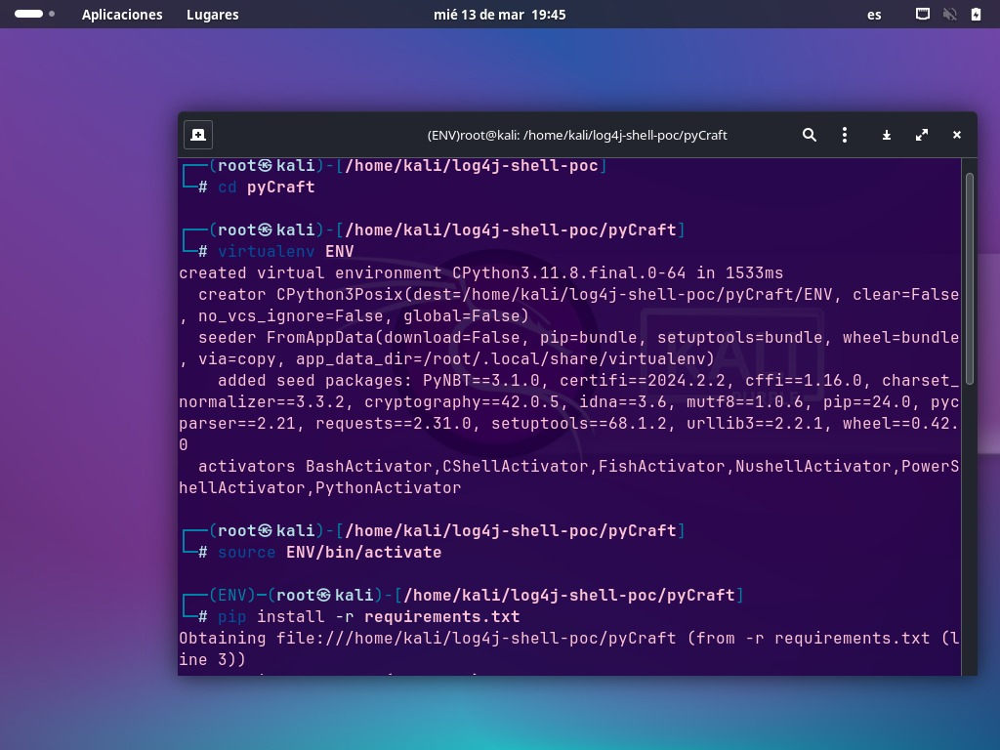 Aplicaciones Lugares mié 13 de mar 19:45 es
(ENV)root@kali: /home/kali/log4j-shell-poc/pyCraft
(root㉿kali)-[/home/kali/log4j-shell-poc]
# cd pyCraft
(root㉿kali)-[/home/kali/log4j-shell-poc/pyCraft]
# virtualenv ENV
created virtual environment CPython3.11.8.final.0-64 in 1533ms
creator CPython3Posix(dest=/home/kali/log4j-shell-poc/pyCraft/ENV, clear=False
, no_vcs_ignore=False, global=False)
seeder FromAppData(download=False, pip=bundle, setuptools=bundle, wheel=bundle
, via=copy, app_data_dir=/root/.local/share/virtualenv)
added seed packages: PyNBT==3.1.0, certifi==2024.2.2, cffi==1.16.0, charset_
normalizer==3.3.2, cryptography==42.0.5, idna==3.6, mutf8==1.0.6, pip==24.0, pyc
parser==2.21, requests==2.31.0, setuptools==68.1.2, urllib3==2.2.1, wheel==0.42.
0
activators BashActivator,CShellActivator,FishActivator,NushellActivator,PowerS
hellActivator,PythonActivator
(root㉿kali)-[/home/kali/log4j-shell-poc/pyCraft]
# source ENV/bin/activate
(ENV)─(root㉿kali)-[/home/kali/log4j-shell-poc/pyCraft]
# pip install -r requirements.txt
Obtaining file:///home/kali/log4j-shell-poc/pyCraft (from -r requirements.txt (l
ine 3))
KALI